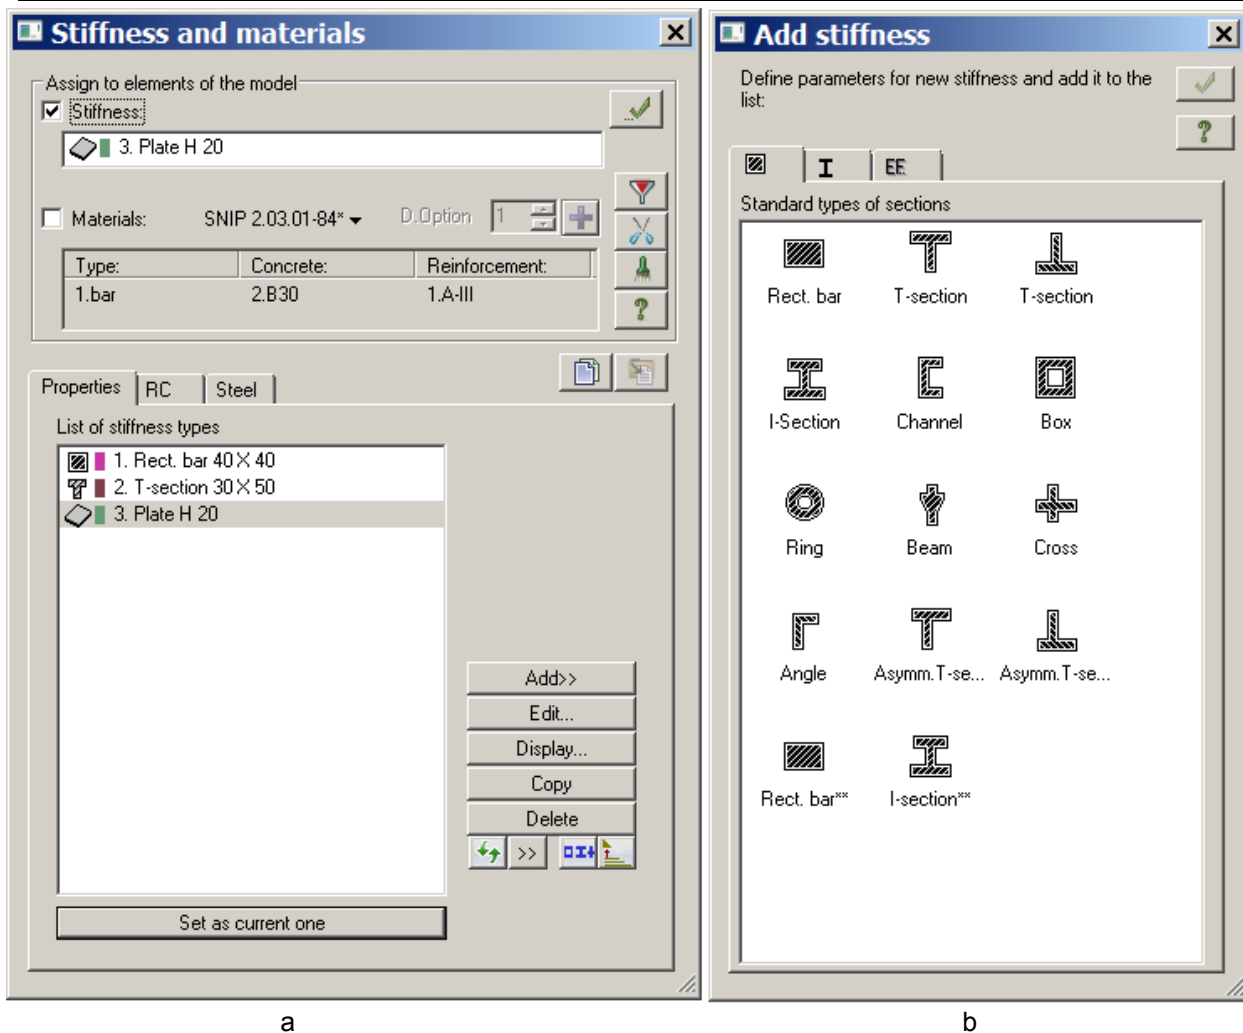 Stiffness and materials
Assign to elements of the model
Stiffness:
3. Plate H 20
Materials: SNIP 2.03.01-84* D.Option 1
Type: Concrete: Reinforcement:
1.bar 2.B30 1.A-III
Properties RC Steel
List of stiffness types
1. Rect. bar 40 X 40
2. T-section 30 X 50
3. Plate H 20
Add>>
Edit...
Display...
Copy
Delete
>>
Set as current one
a
Add stiffness
Define parameters for new stiffness and add it to the
list:
I EE
Standard types of sections
Rect. bar T-section T-section
I-Section Channel Box
Ring Beam Cross
Angle Asymm.T-se... Asymm.T-se...
Rect. bar** I-section**
b